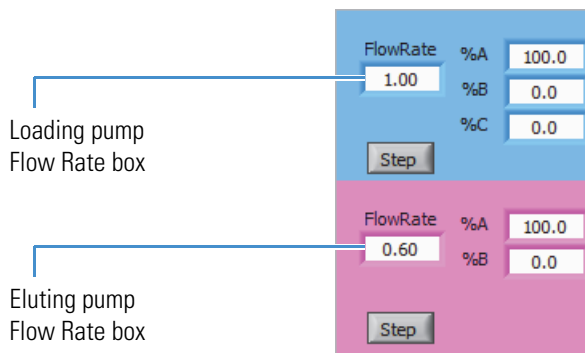 FlowRate %A 100.0
1.00 %B 0.0
%C 0.0
Loading pump
Flow Rate box
Step
FlowRate %A 100.0
0.60 %B 0.0
Eluting pump
Flow Rate box
Step